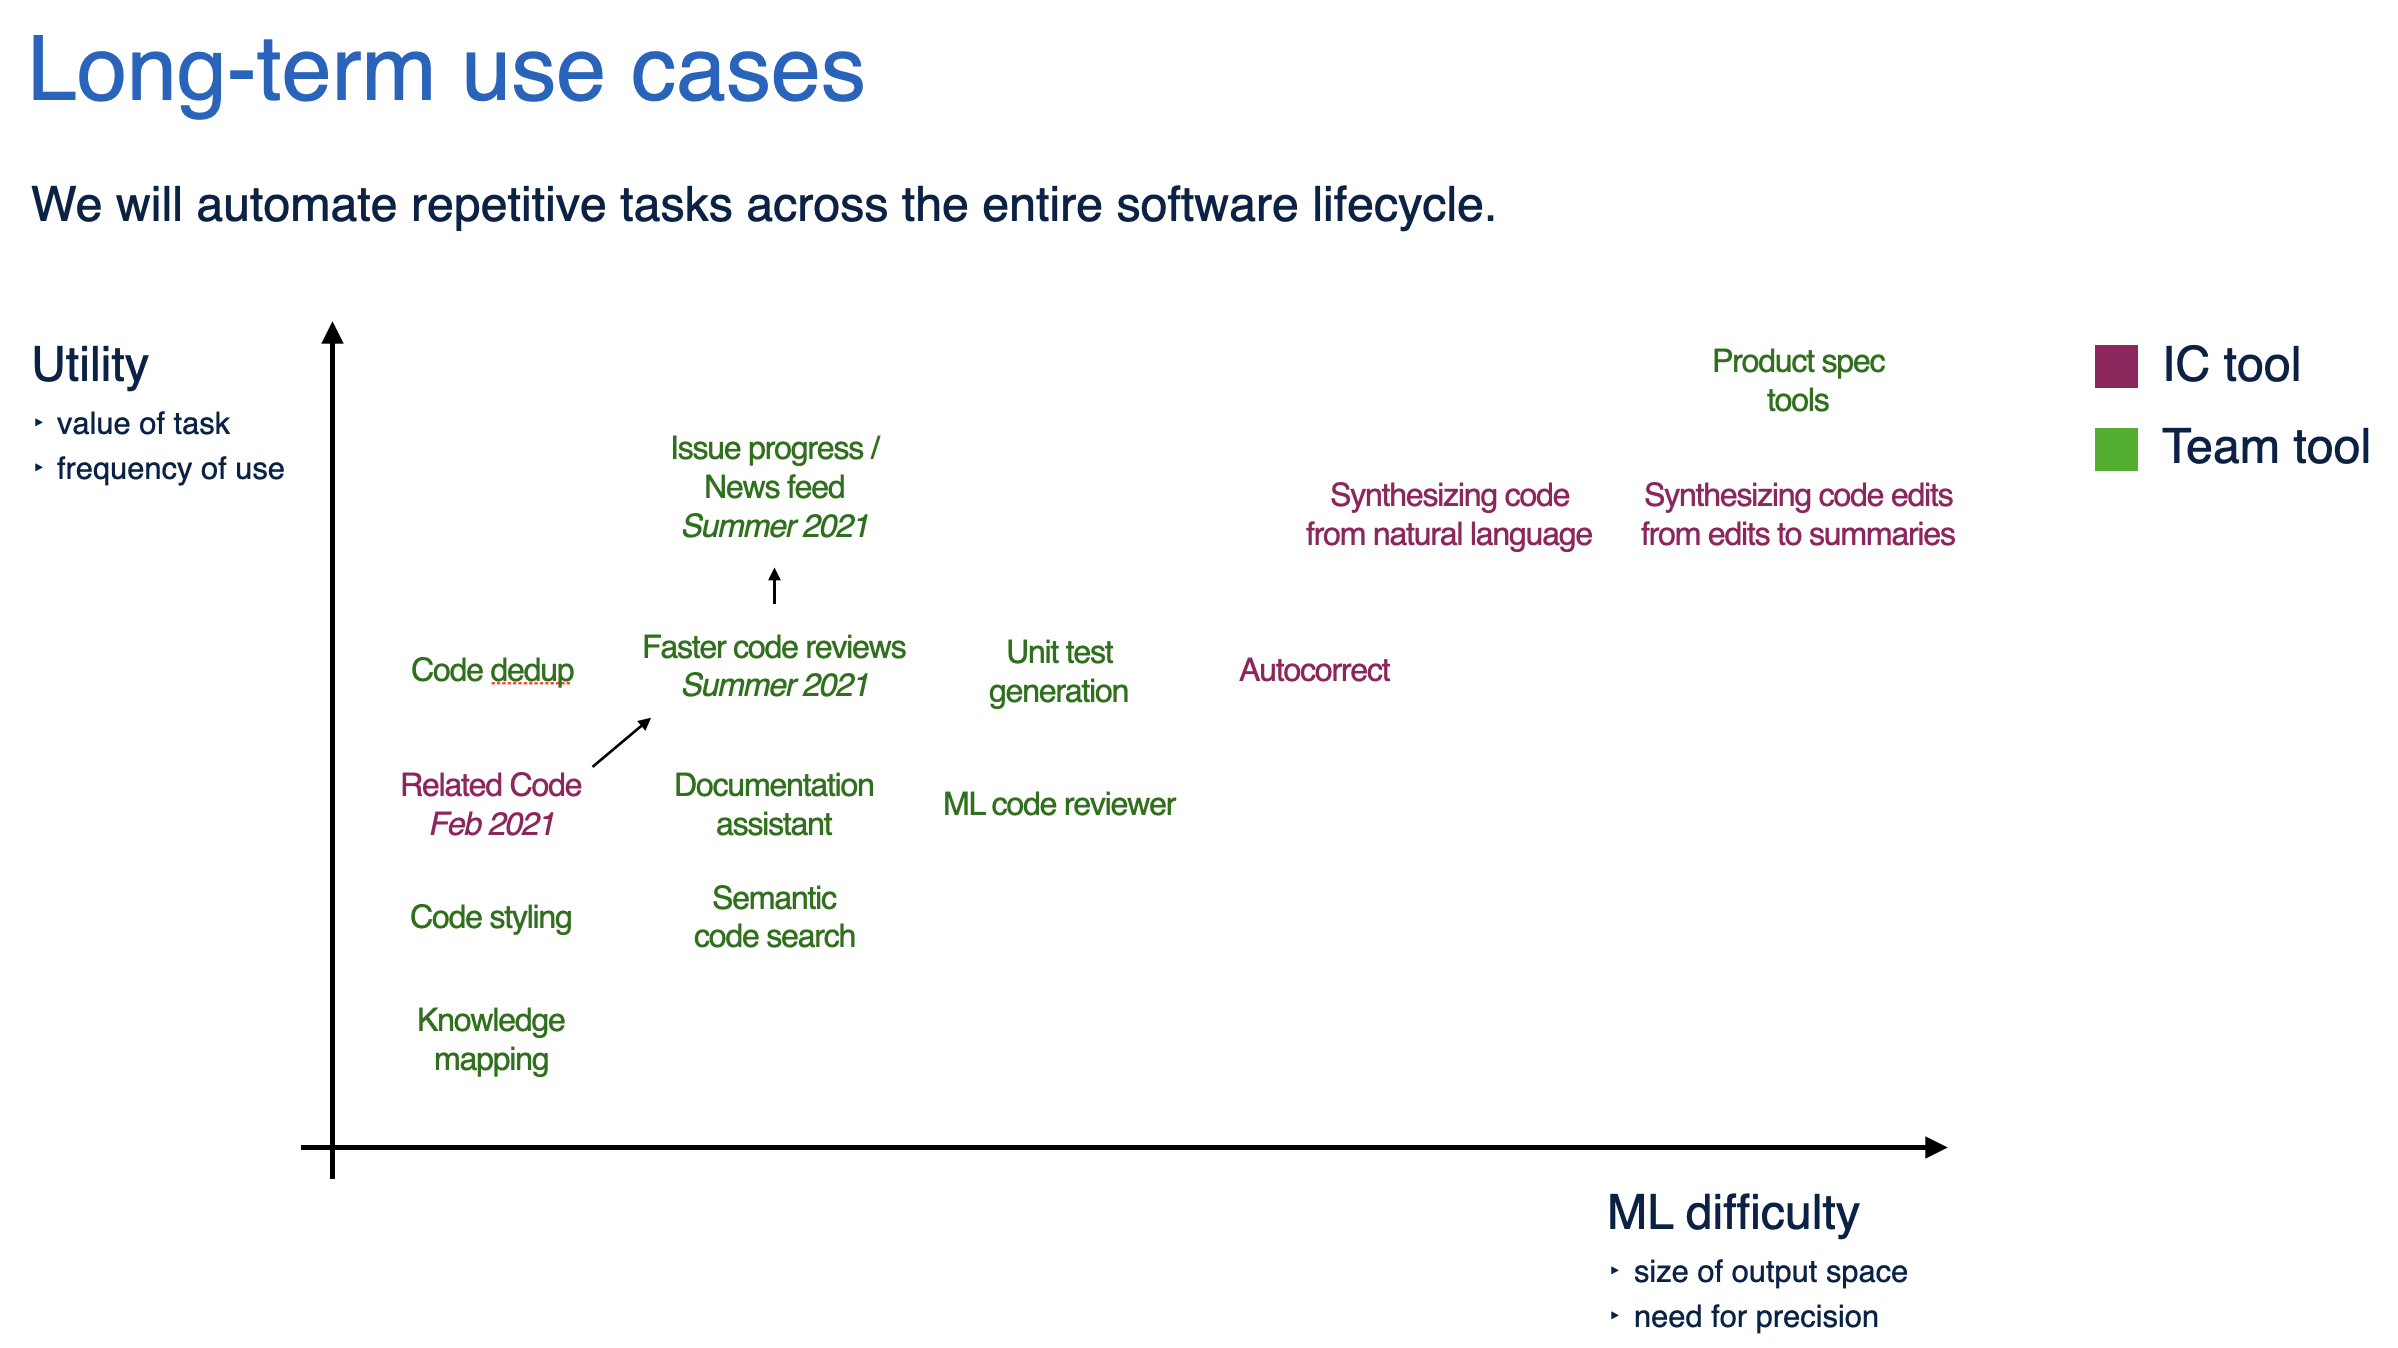 Long-term use cases
We will automate repetitive tasks across the entire software lifecycle.
Utility
‣ value of task
‣ frequency of use
Product spec
tools
IC tool
Team tool
Issue progress /
News feed
Summer 2021
Synthesizing code
from natural language
Synthesizing code edits
from edits to summaries
Code dedup
Faster code reviews
Summer 2021
Unit test
generation
Autocorrect
Related Code
Feb 2021
Documentation
assistant
ML code reviewer
Code styling
Semantic
code search
Knowledge
mapping
ML difficulty
‣ size of output space
‣ need for precision